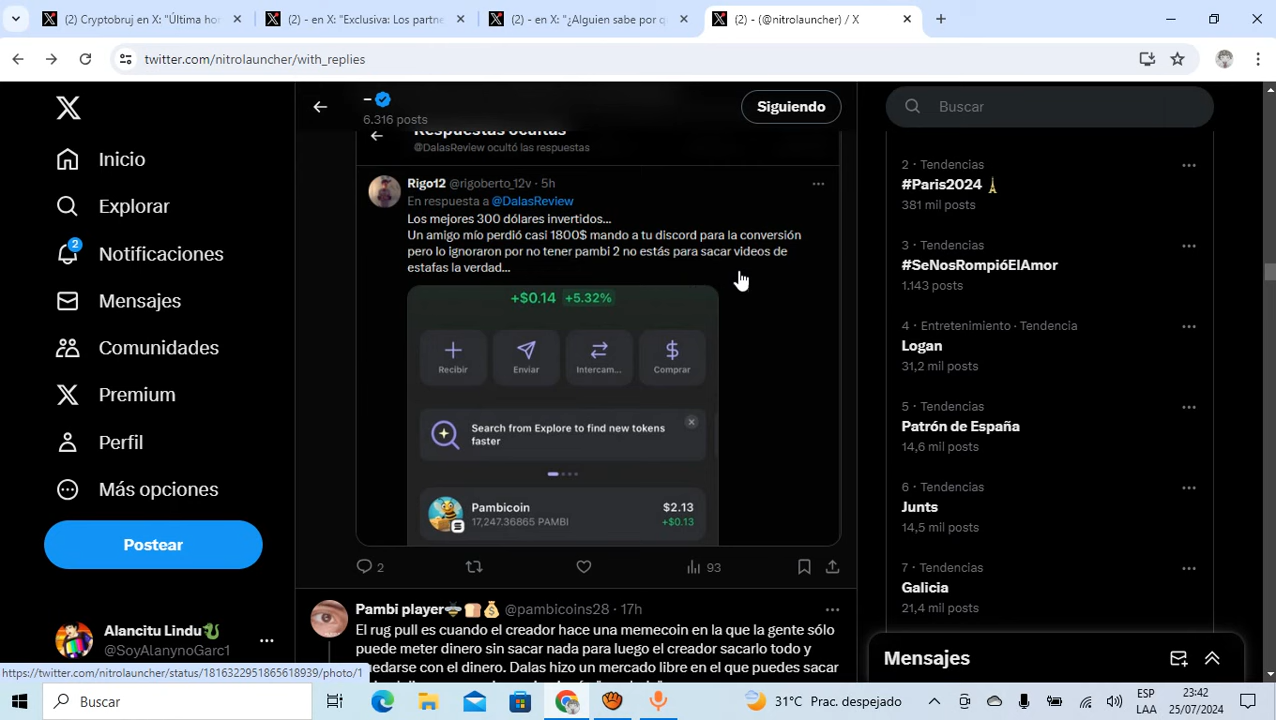 (2) Cryptobruj en X: "Última ho
(2) - en X: "Exclusiva: Los partne
(2) - en X: "¿Alguien sabe por q
(2) - (@nitrolauncher) / X
twitter.com/nitrolauncher/with_replies
Inicio
Explorar
2
Notificaciones
Mensajes
Comunidades
Premium
Perfil
Más opciones
Postear
Alancitu Lindu
@SoyAlanynoGarc1
-
6.316 posts
Siguiendo
Respuestas ocultas
@DalasReview ocultó las respuestas
Rigo12 @rigoberto_12v · 5h
En respuesta a @DalasReview
Los mejores 300 dólares invertidos...
Un amigo mío perdió casi 1800$ mando a tu discord para la conversión
pero lo ignoraron por no tener pambi 2 no estás para sacar videos de
estafas la verdad...
+$0.14 +5.32%
Recibir
Enviar
Intercam...
Comprar
Search from Explore to find new tokens
faster
Pambicoin
$2.13
17,247.36865 PAMBI
+$0.13
2
93
Pambi player🐝🍞💰 @pambicoins28 · 17h
El rug pull es cuando el creador hace una memecoin en la que la gente sólo
puede meter dinero sin sacar nada para luego el creador sacarlo todo y
quedarse con el dinero. Dalas hizo un mercado libre en el que puedes sacar
Buscar
2 · Tendencias
#Paris2024
381 mil posts
3 · Tendencias
#SeNosRompióElAmor
1.143 posts
4 · Entretenimiento · Tendencia
Logan
31,2 mil posts
5 · Tendencias
Patrón de España
14,6 mil posts
6 · Tendencias
Junts
14,5 mil posts
7 · Tendencias
Galicia
21,4 mil posts
Mensajes
https://twitter.com/nitrolauncher/status/1816322951865618939/photo/1
Buscar
31°C Prac. despejado
ESP
LAA
23:42
25/07/2024